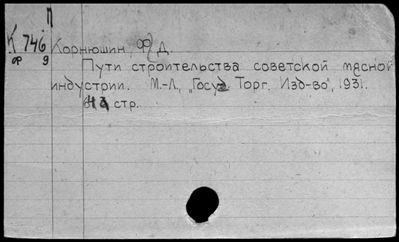 П
К 746 Корнюшин, Ф. Д.
ф 9
Пути строительства советской мясной
индустрии. М.-Л., "Госуд. Торг. Изд-во", 1931.
стр.